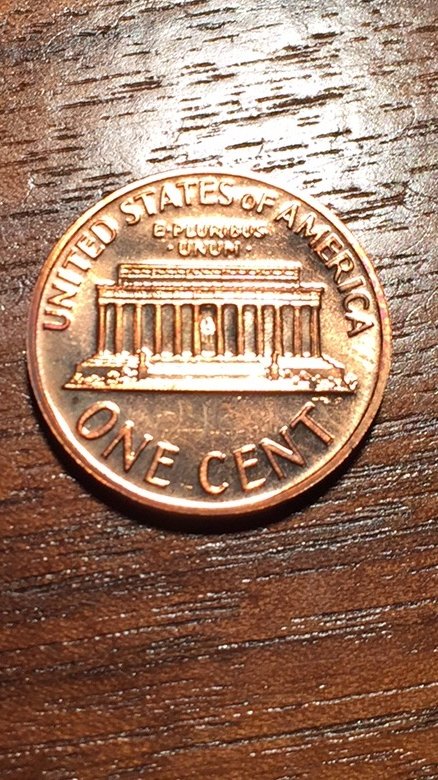 UNITED STATES OF AMERICA
E·PLURIBUS
·UNUM·
ONE CENT